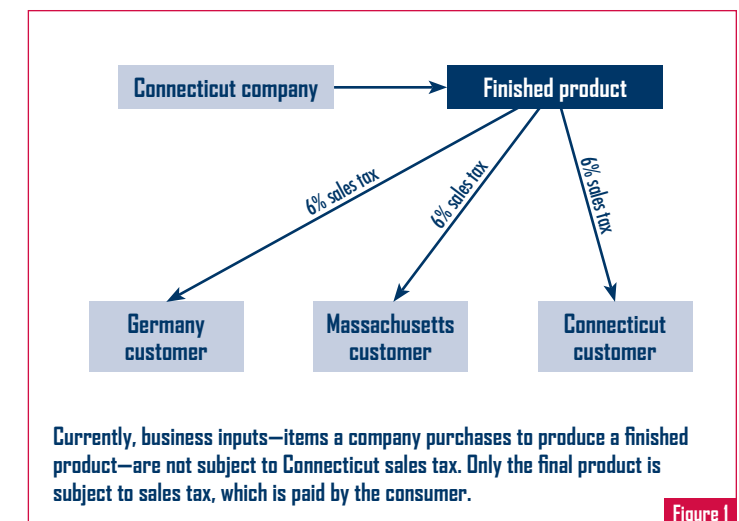 Connecticut company
Finished product
6% sales tax
6% sales tax
6% sales tax
Germany
customer
Massachusetts
customer
Connecticut
customer
Currently, business inputs—items a company purchases to produce a finished
product—are not subject to Connecticut sales tax. Only the final product is
subject to sales tax, which is paid by the consumer.
Figure 1